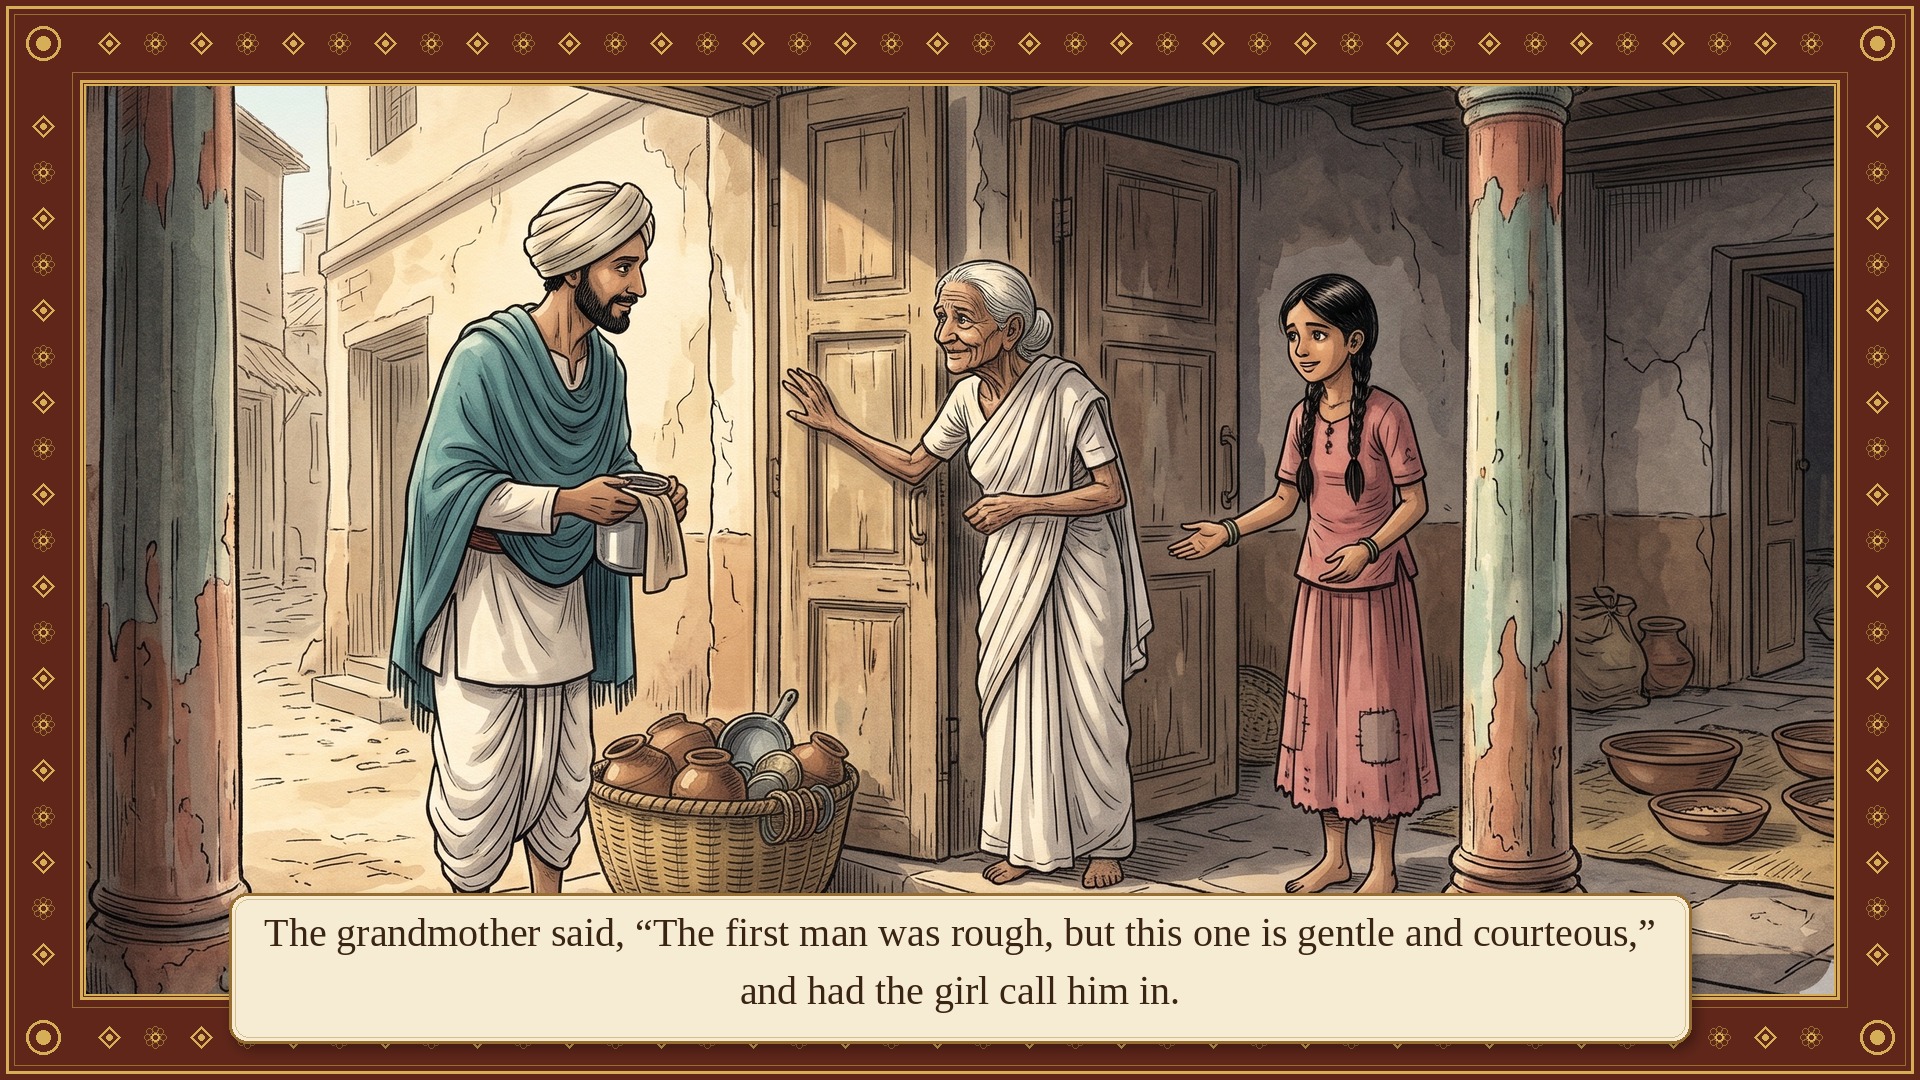 The grandmother said, “The first man was rough, but this one is gentle and courteous,”
and had the girl call him in.